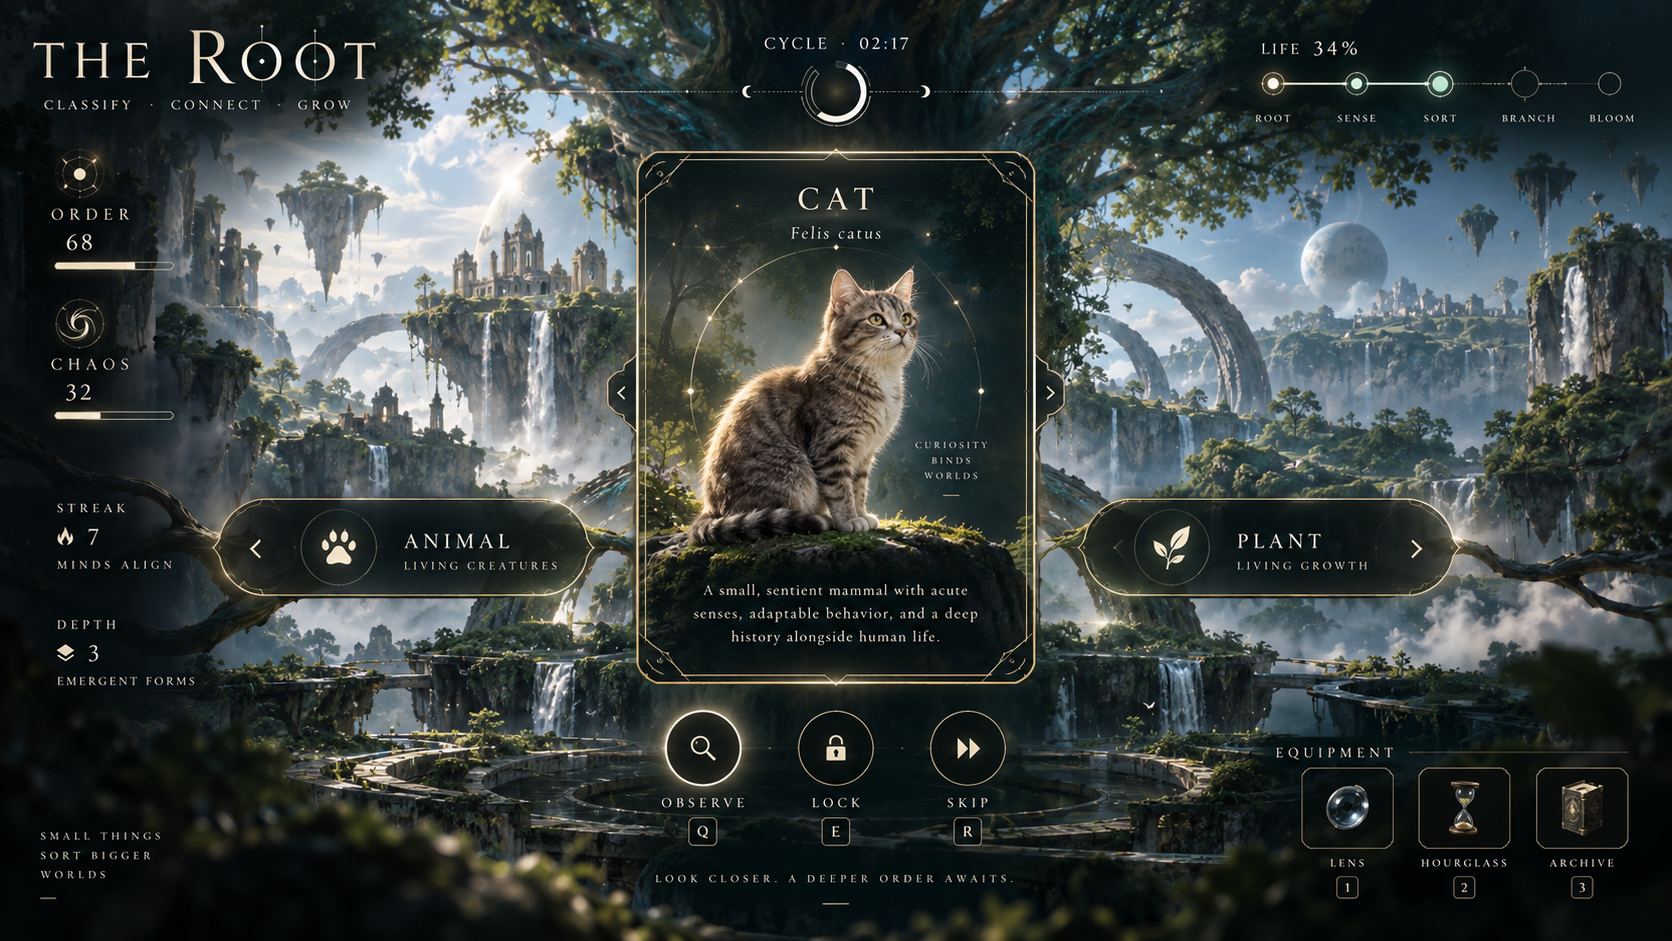 THE ROOT
CLASSIFY · CONNECT · GROW
CYCLE · 02:17
LIFE 34%
ROOT SENSE SORT BRANCH BLOOM
ORDER
68
CHAOS
32
STREAK
7
MINDS ALIGN
DEPTH
3
EMERGENT FORMS
CAT
Felis catus
CURIOSITY
BINDS
WORLDS
A small, sentient mammal with acute
senses, adaptable behavior, and a deep
history alongside human life.
ANIMAL
LIVING CREATURES
PLANT
LIVING GROWTH
OBSERVE LOCK SKIP
Q E R
LOOK CLOSER. A DEEPER ORDER AWAITS.
EQUIPMENT
LENS HOURGLASS ARCHIVE
1 2 3
SMALL THINGS
SORT BIGGER
WORLDS